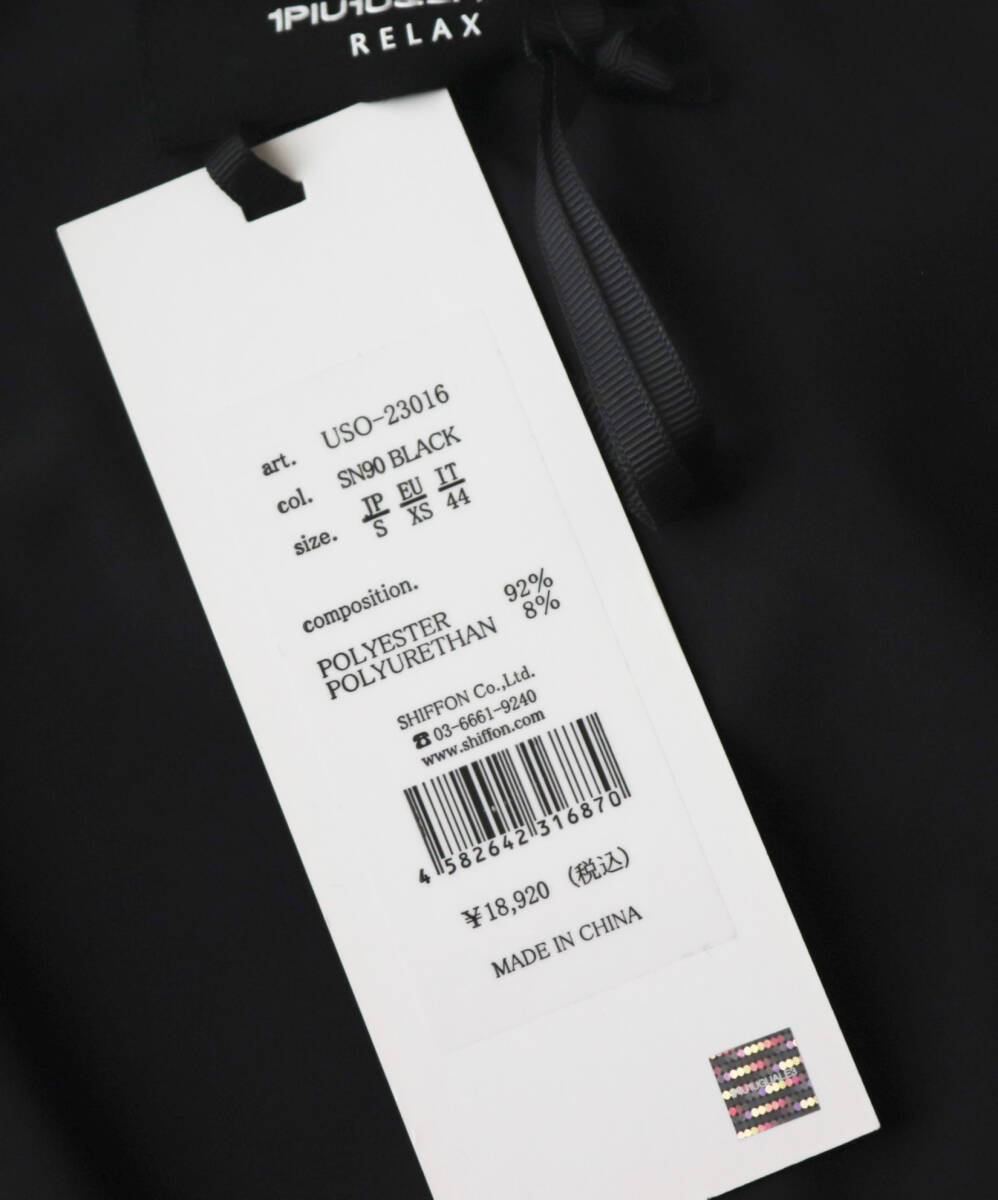 RELAX
art. USO-23016
col. SN90 BLACK
size. JP EU IT
S XS 44
composition.
POLYESTER 92%
POLYURETHAN 8%
SHIFFON Co.,Ltd.
☎03-6661-9240
www.shiffon.com
4 582642 316870
¥18,920（税込）
MADE IN CHINA